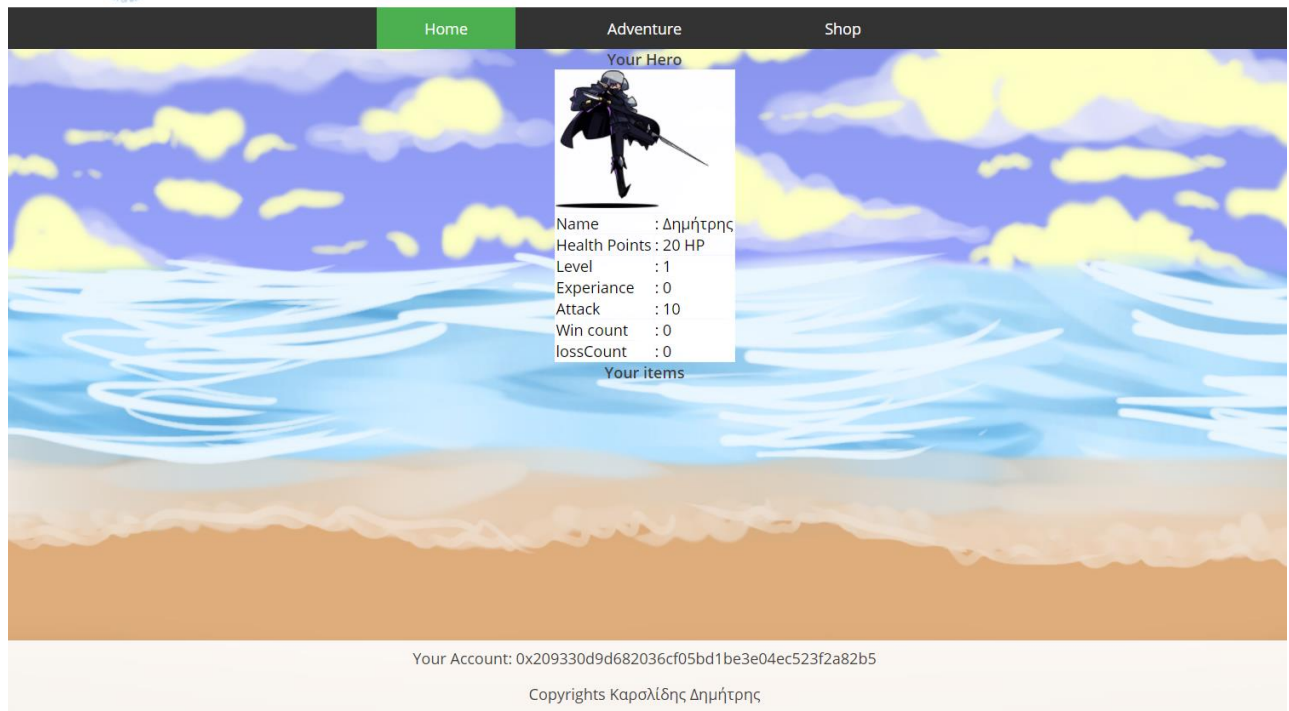 Home Adventure Shop
Your Hero
Name : Δημήτρης
Health Points : 20 HP
Level : 1
Experiance : 0
Attack : 10
Win count : 0
lossCount : 0
Your items
Your Account: 0x209330d9d682036cf05bd1be3e04ec523f2a82b5
Copyrights Καρσλίδης Δημήτρης